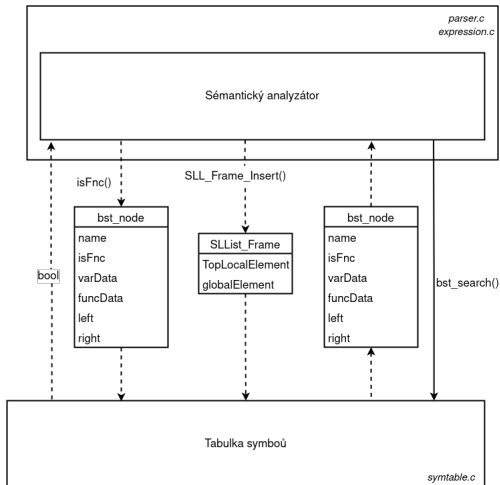 parser.c
expression.c
Sémantický analyzátor
isFnc()
SLL_Frame_Insert()
bst_node
name
isFnc
varData
funcData
left
right
SLList_Frame
TopLocalElement
globalElement
bst_node
name
isFnc
varData
funcData
left
right
bool
bst_search()
Tabulka symboů
symtable.c